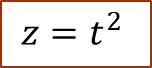 z = t²